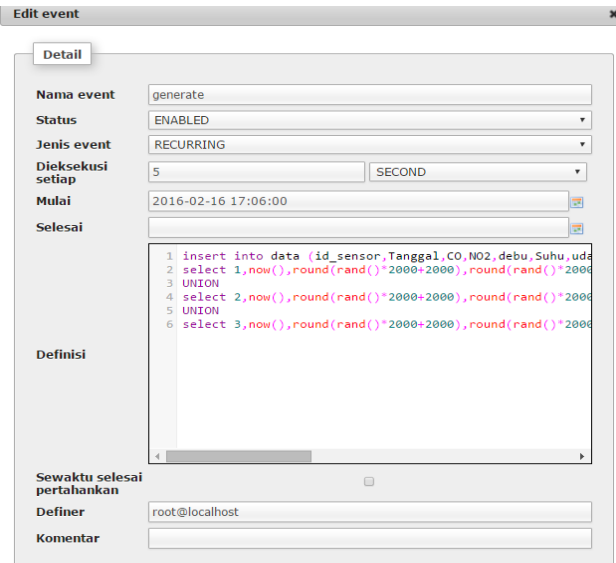 Edit event
Detail
Nama event generate
Status ENABLED
Jenis event RECURRING
Dieksekusi setiap 5 SECOND
Mulai 2016-02-16 17:06:00
Selesai
Definisi
1 insert into data (id_sensor,Tanggal,CO,NO2,debu,Suhu,uda
2 select 1,now(),round(rand()*2000+2000),round(rand()*2000
3 UNION
4 select 2,now(),round(rand()*2000+2000),round(rand()*2000
5 UNION
6 select 3,now(),round(rand()*2000+2000),round(rand()*2000
Sewaktu selesai
pertahankan
Definer root@localhost
Komentar